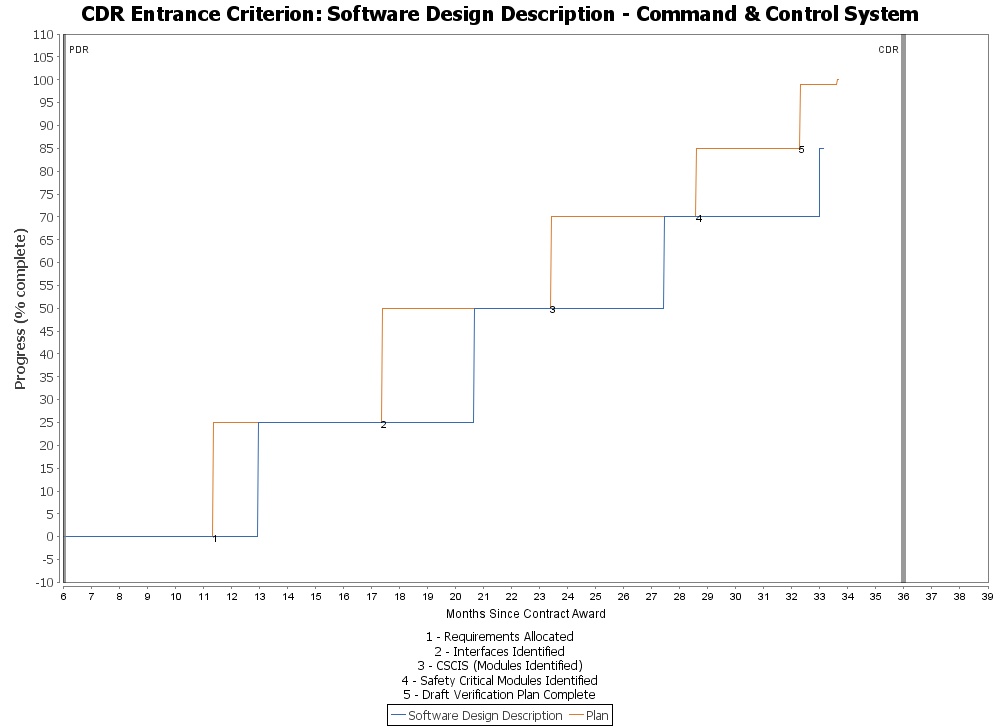 CDR Entrance Criterion: Software Design Description - Command & Control System
Progress (% complete)
110
105
100
95
90
85
80
75
70
65
60
55
50
45
40
35
30
25
20
15
10
5
0
-5
-10
PDR
CDR
1
2
3
4
5
6 7 8 9 10 11 12 13 14 15 16 17 18 19 20 21 22 23 24 25 26 27 28 29 30 31 32 33 34 35 36 37 38 39
Months Since Contract Award
1 - Requirements Allocated
2 - Interfaces Identified
3 - CSCIS (Modules Identified)
4 - Safety Critical Modules Identified
5 - Draft Verification Plan Complete
Software Design Description Plan